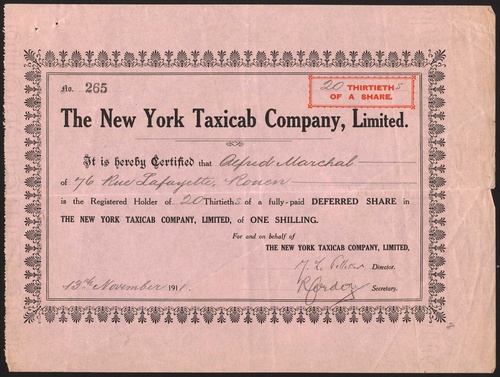 No. 265
20 THIRTIETHS
OF A SHARE.
The New York Taxicab Company, Limited.
It is hereby Certified that Alfred Marchal
of 76 Rue Lafayette, Rouen
is the Registered Holder of 20 Thirtieths of a fully-paid DEFERRED SHARE in
THE NEW YORK TAXICAB COMPANY, LIMITED, of ONE SHILLING.
For and on behalf of
THE NEW YORK TAXICAB COMPANY, LIMITED,
Director.
13th November 1911.
Secretary.